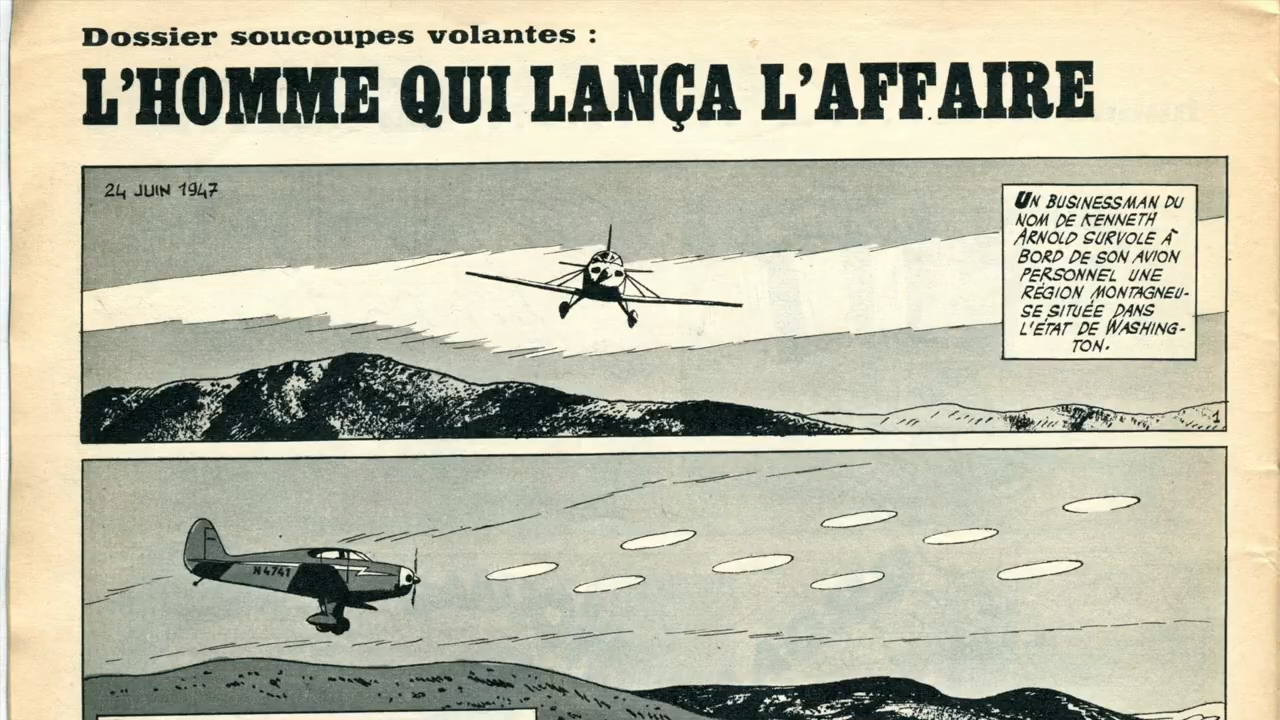 Dossier soucoupes volantes :
L'HOMME QUI LANÇA L'AFFAIRE
24 JUIN 1947
UN BUSINESSMAN DU
NOM DE KENNETH
ARNOLD SURVOLE À
BORD DE SON AVION
PERSONNEL UNE
RÉGION MONTAGNEU-
SE SITUÉE DANS
L'ÉTAT DE WASHING-
TON.
1
N4741